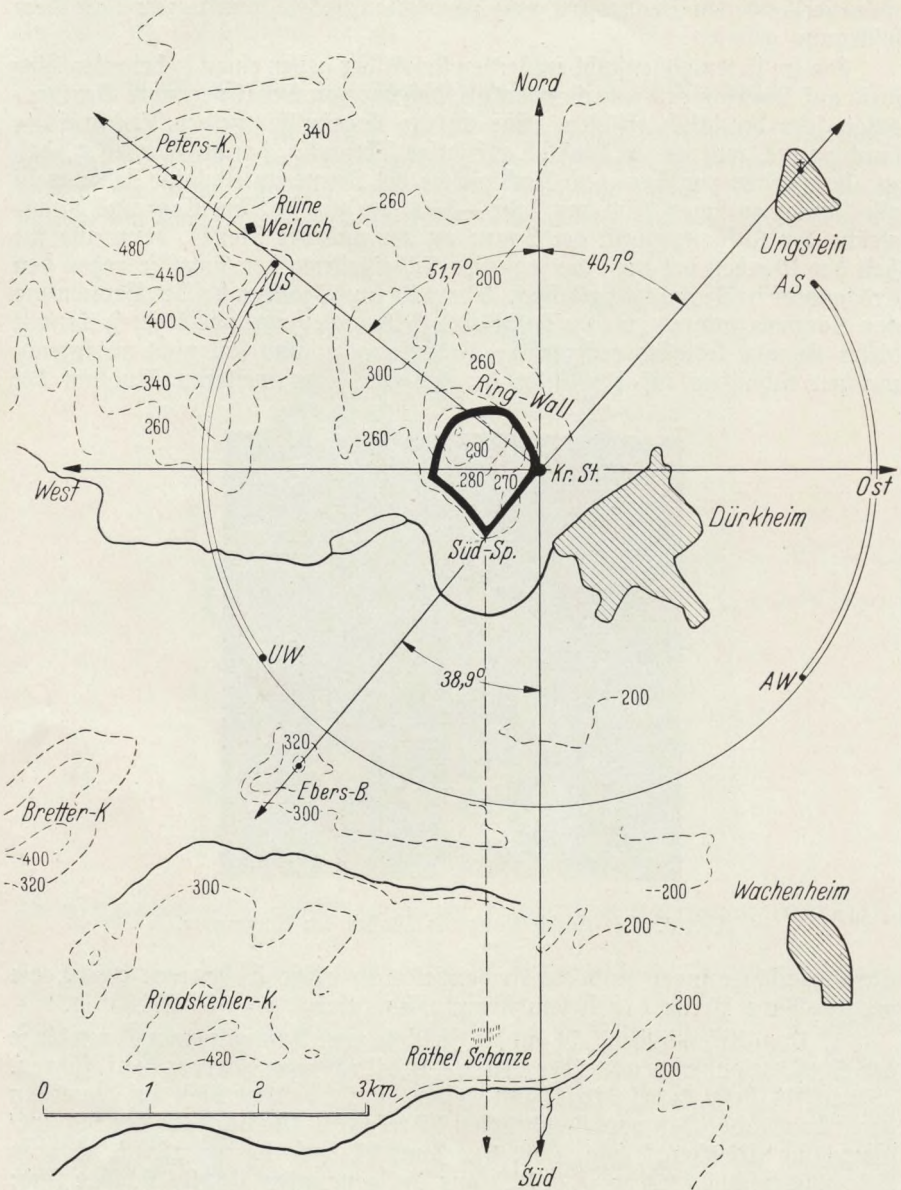 Nord
340
Peters-K.
260
Ruine
Weilach
Ungstein
480
200
51,7°
40,7°
440
US
AS
400
300
260
340
Ring-Wall
260
-260
290
280
270
Kr. St.
West
Ost
Dürkheim
Süd-Sp.
UW
38,9°
AW
-200
320
Ebers-B.
300
Bretter-K
-400
320
300
-200
Wachenheim
-200
Rindskehler-K.
200
420
Röthel Schanze
200
0 1 2 3km
Süd